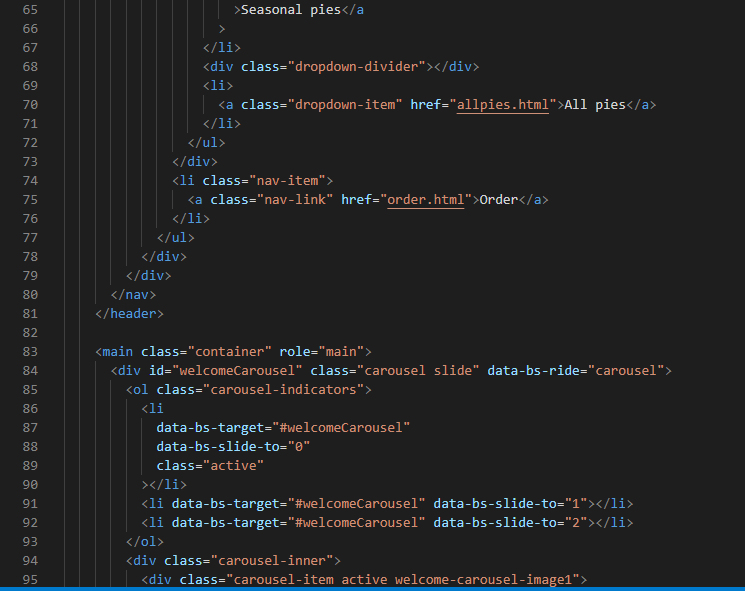 65 >Seasonal pies</a
66 >
67 </li>
68 <div class="dropdown-divider"></div>
69 <li>
70 <a class="dropdown-item" href="allpies.html">All pies</a>
71 </li>
72 </ul>
73 </div>
74 <li class="nav-item">
75 <a class="nav-link" href="order.html">Order</a>
76 </li>
77 </ul>
78 </div>
79 </div>
80 </nav>
81 </header>
82
83 <main class="container" role="main">
84 <div id="welcomeCarousel" class="carousel slide" data-bs-ride="carousel">
85 <ol class="carousel-indicators">
86 <li
87 data-bs-target="#welcomeCarousel"
88 data-bs-slide-to="0"
89 class="active"
90 ></li>
91 <li data-bs-target="#welcomeCarousel" data-bs-slide-to="1"></li>
92 <li data-bs-target="#welcomeCarousel" data-bs-slide-to="2"></li>
93 </ol>
94 <div class="carousel-inner">
95 <div class="carousel-item active welcome-carousel-image1">